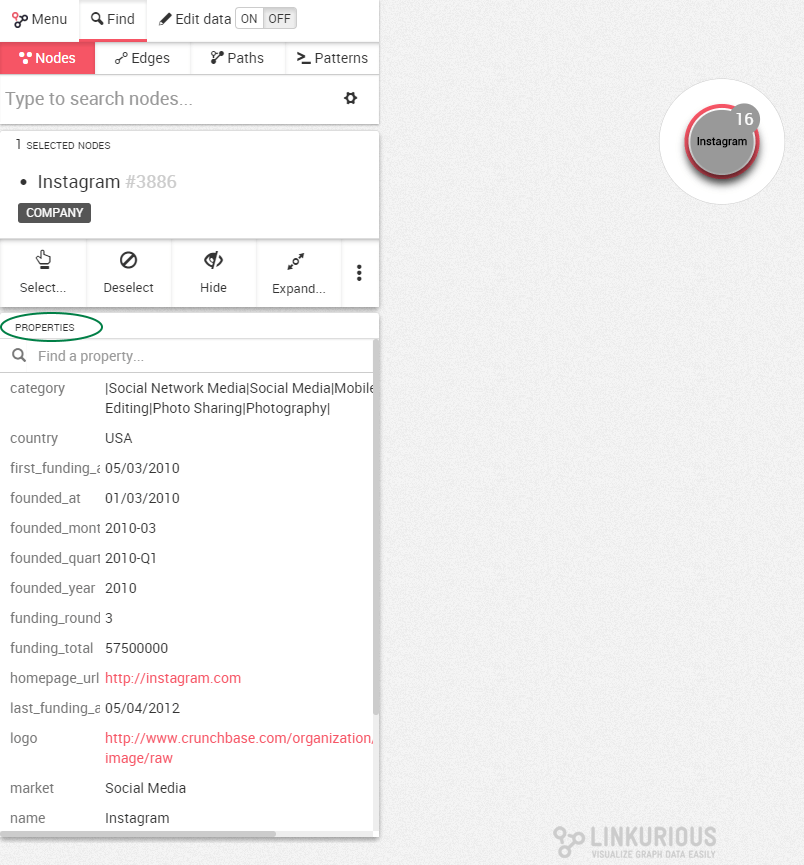 Menu Find Edit data ON OFF
Nodes Edges Paths Patterns
Type to search nodes...
1 SELECTED NODES
Instagram #3886
COMPANY
Select... Deselect Hide Expand...
PROPERTIES
Find a property...
category |Social Network Media|Social Media|Mobile
Editing|Photo Sharing|Photography|
country USA
first_funding_a 05/03/2010
founded_at 01/03/2010
founded_mont 2010-03
founded_quart 2010-Q1
founded_year 2010
funding_round 3
funding_total 57500000
homepage_url http://instagram.com
last_funding_a 05/04/2012
logo http://www.crunchbase.com/organization/
image/raw
market Social Media
name Instagram
16
Instagram
LINKURIOUS
VISUALIZE GRAPH DATA EASILY